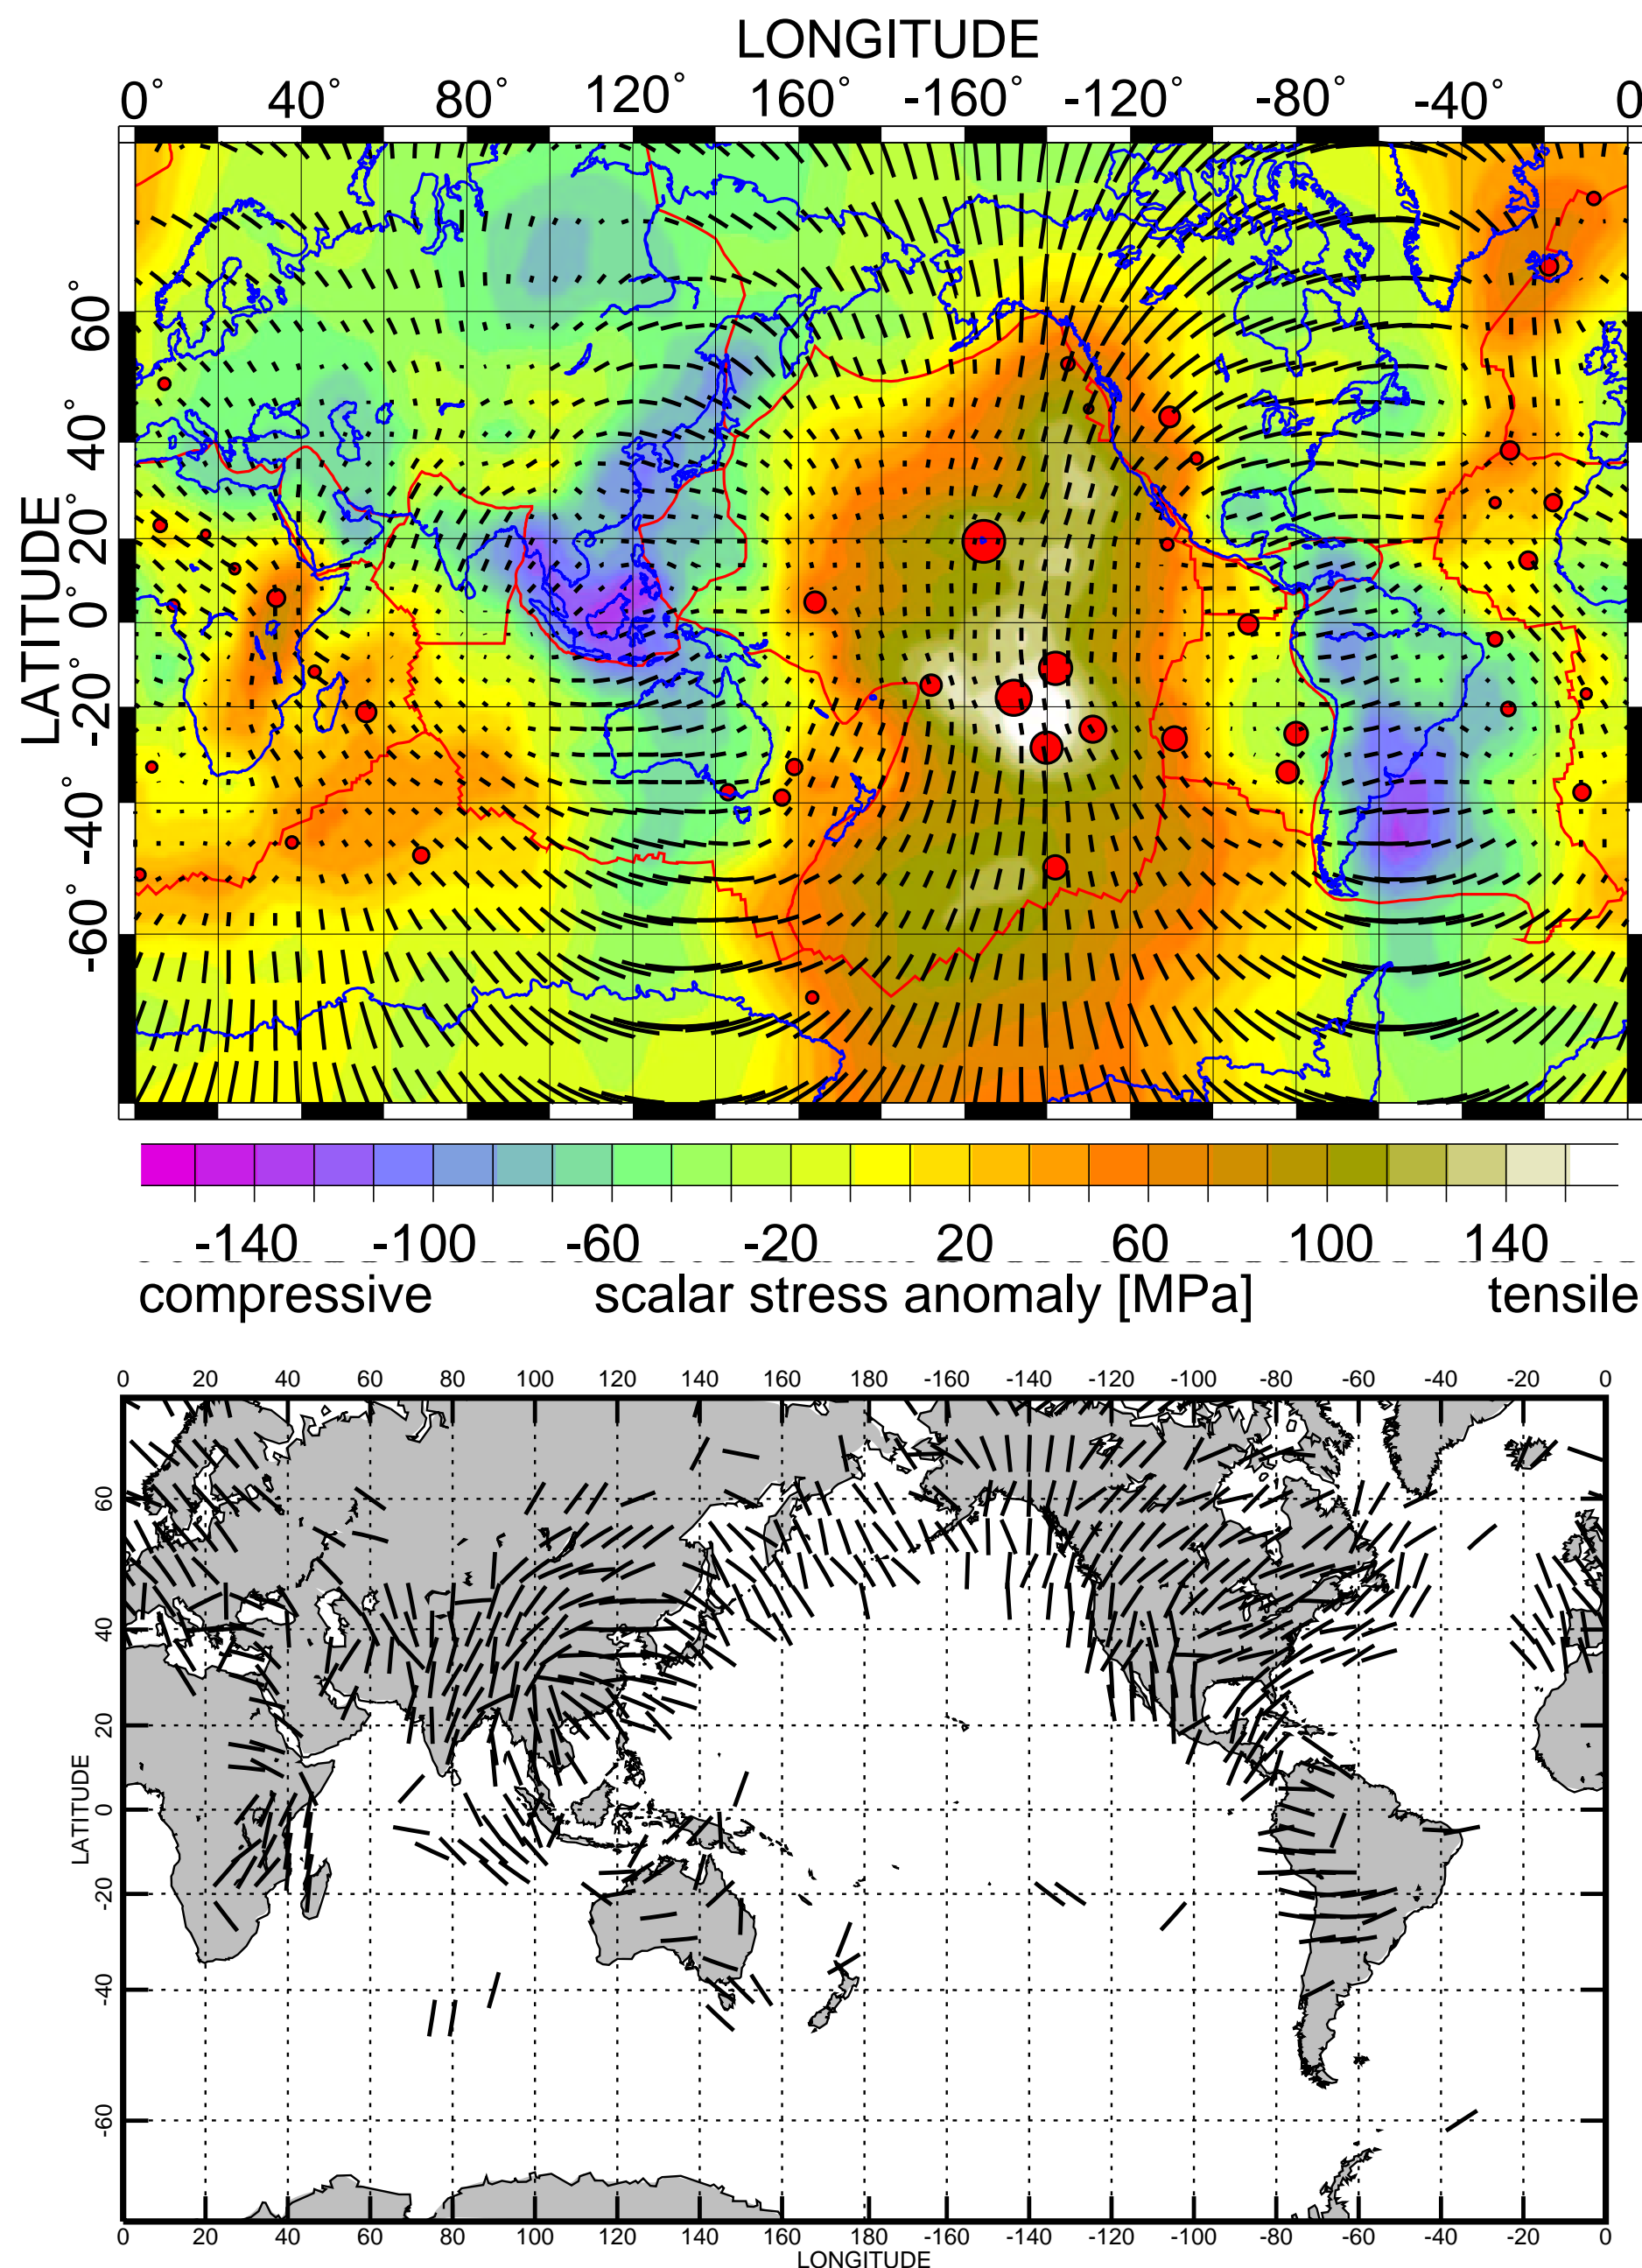 LONGITUDE
0° 40° 80° 120° 160° -160° -120° -80° -40° 0
60°
40°
20°
0°
-20°
-40°
-60°
LATITUDE
-140 -100 -60 -20 20 60 100 140
compressive scalar stress anomaly [MPa] tensile
0 20 40 60 80 100 120 140 160 180 -160 -140 -120 -100 -80 -60 -40 -20 0
60
40
20
0
-20
-40
-60
LATITUDE
0 20 40 60 80 100 120 140 160 180 -160 -140 -120 -100 -80 -60 -40 -20 0
LONGITUDE